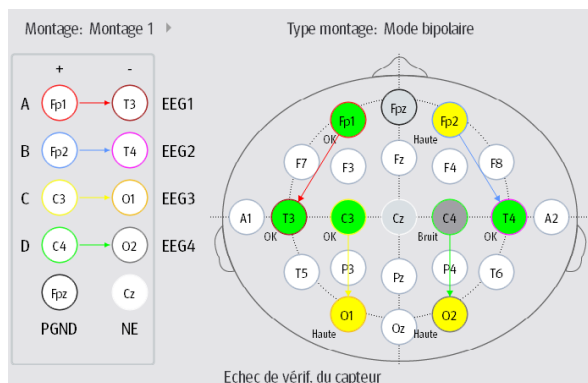 Montage: Montage 1
Type montage: Mode bipolaire
+ -
A Fp1 T3 EEG1
B Fp2 T4 EEG2
C C3 O1 EEG3
D C4 O2 EEG4
Fpz Cz
PGND NE
Fpz
Fp1 Fp2
OK Haute
F7 F3 Fz F4 F8
A1 T3 C3 Cz C4 T4 A2
OK OK Bruit OK
T5 P3 Pz P4 T6
O1 Oz O2
Haute Haute
Echec de vérif. du capteur